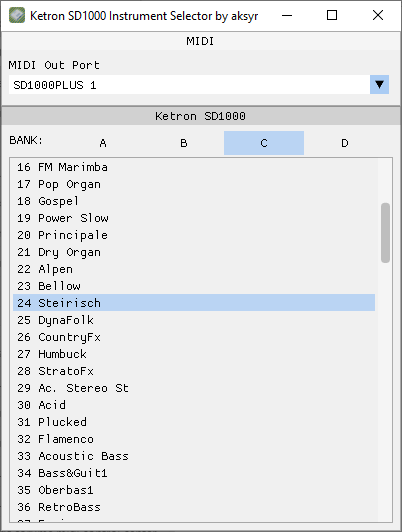 Ketron SD1000 Instrument Selector by aksyr
MIDI
MIDI Out Port
SD1000PLUS 1
Ketron SD1000
BANK: A B C D
16 FM Marimba
17 Pop Organ
18 Gospel
19 Power Slow
20 Principale
21 Dry Organ
22 Alpen
23 Bellow
24 Steirisch
25 DynaFolk
26 CountryFx
27 Humbuck
28 StratoFx
29 Ac. Stereo St
30 Acid
31 Plucked
32 Flamenco
33 Acoustic Bass
34 Bass&Guit1
35 Oberbas1
36 RetroBass